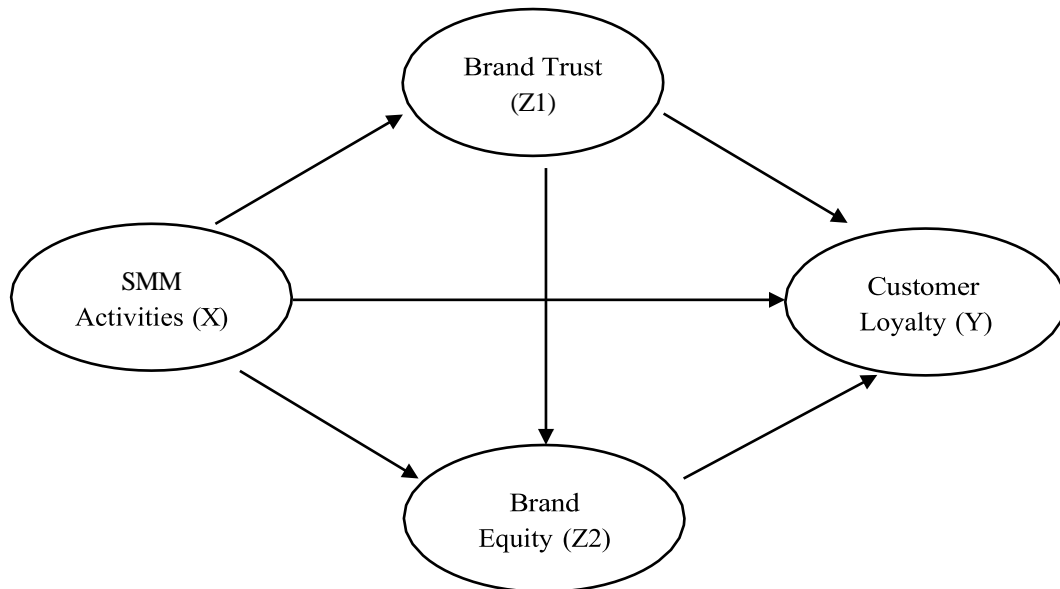 Brand Trust
(Z1)
SMM
Activities (X)
Customer
Loyalty (Y)
Brand
Equity (Z2)